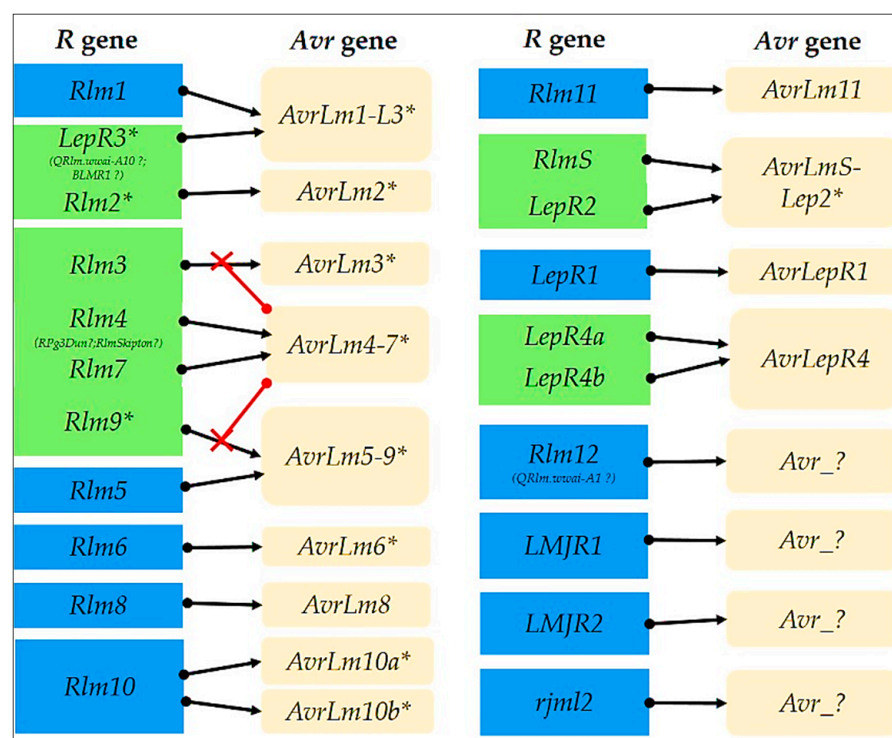 R gene
Avr gene
Rlm1
AvrLm1-L3*
LepR3*
(QRlm.wwai-A10 ?;
BLMR1 ?)
Rlm2*
AvrLm2*
Rlm3
AvrLm3*
Rlm4
(RPg3Dun?;RlmSkipton?)
Rlm7
AvrLm4-7*
Rlm9*
AvrLm5-9*
Rlm5
Rlm6
AvrLm6*
Rlm8
AvrLm8
Rlm10
AvrLm10a*
AvrLm10b*
R gene
Avr gene
Rlm11
AvrLm11
RlmS
LepR2
AvrLmS-
Lep2*
LepR1
AvrLepR1
LepR4a
LepR4b
AvrLepR4
Rlm12
(QRlm.wwai-A1 ?)
Avr_?
LMJR1
Avr_?
LMJR2
Avr_?
rjml2
Avr_?